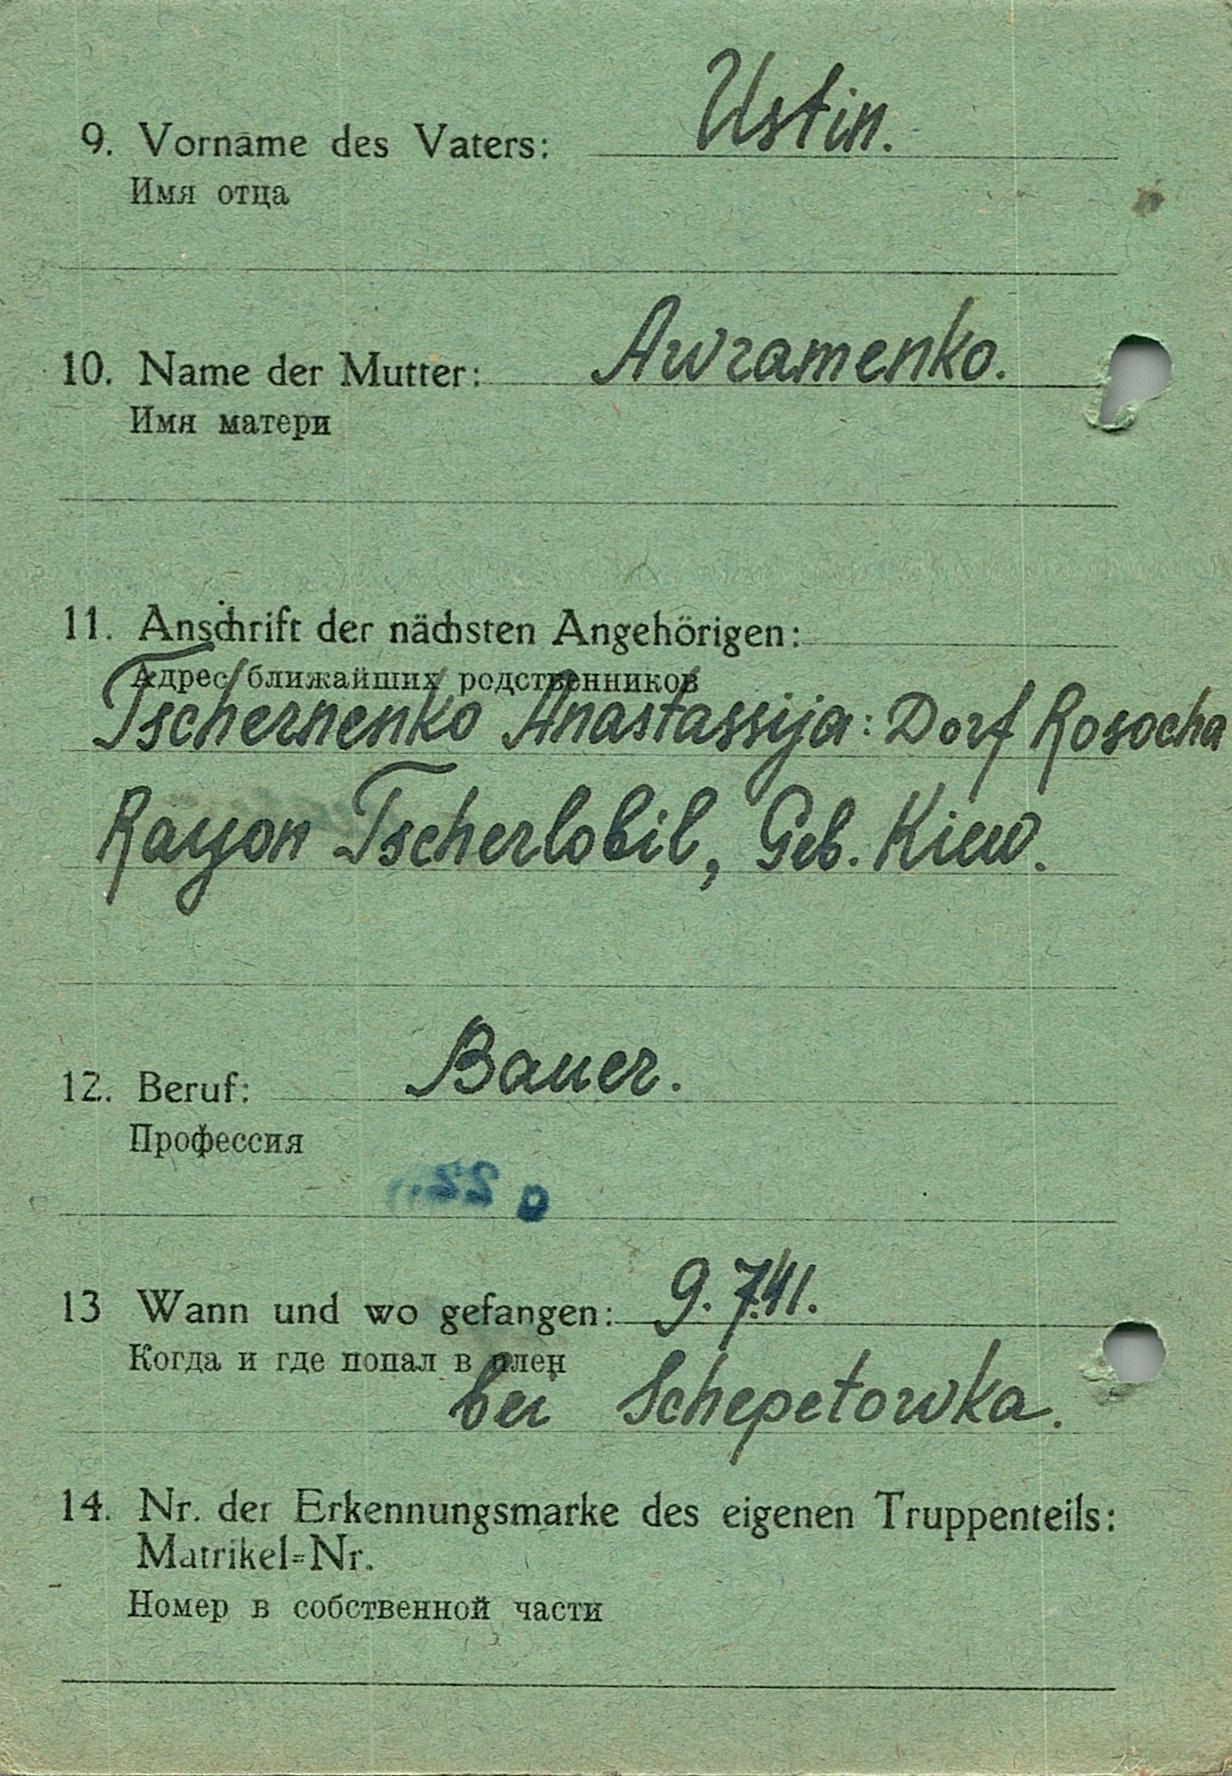 9. Vorname des Vaters: Ustin.
Имя отца
10. Name der Mutter: Awramenko.
Имя матери
11. Anschrift der nächsten Angehörigen:
Адрес ближайших родственников
Tschernenko Anastassija: Dorf Rosocha
Rayon Tscherlobil, Geb. Kiew.
12. Beruf: Bauer.
Профессия
13 Wann und wo gefangen: 9.7.41.
Когда и где попал в плен
bei Schepetowka.
14. Nr. der Erkennungsmarke des eigenen Truppenteils:
Matrikel=Nr.
Номер в собственной части